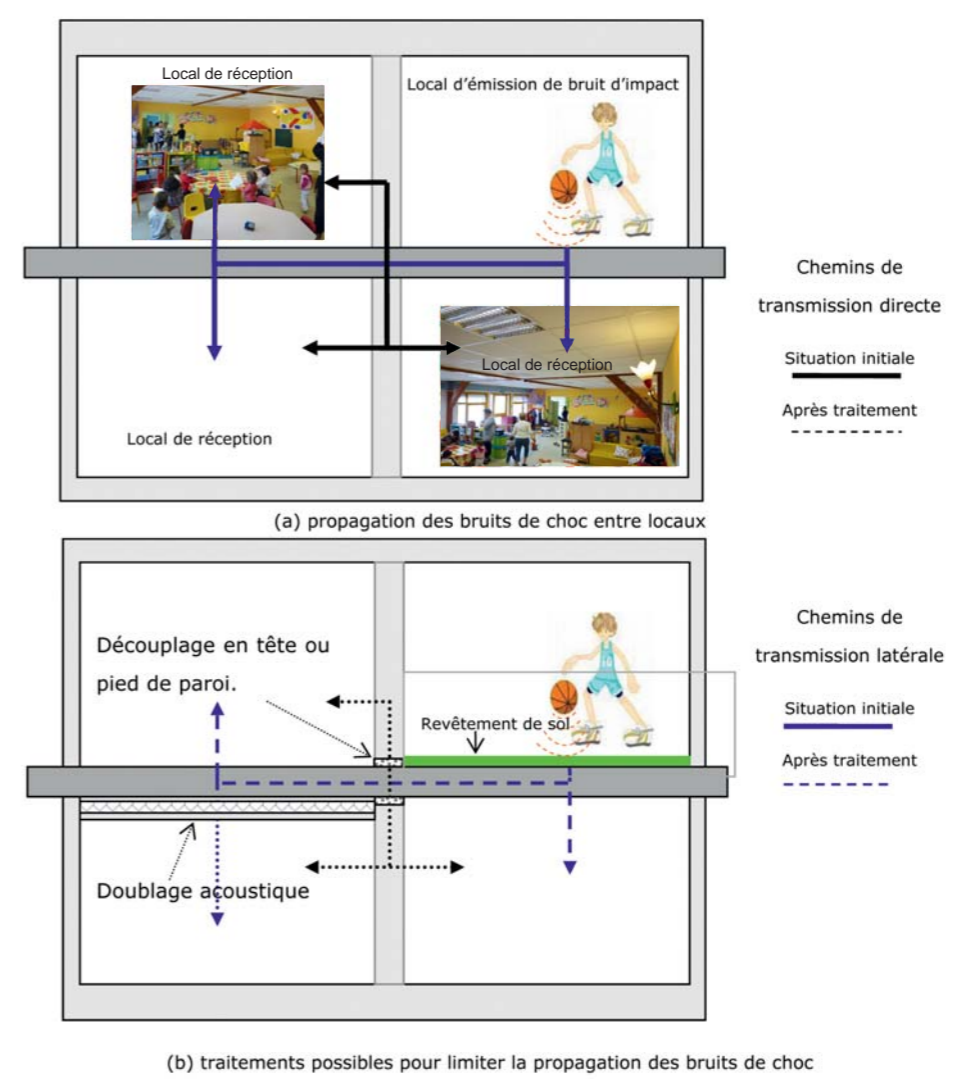 Local de réception
Local d'émission de bruit d'impact
Local de réception
Local de réception
Chemins de
transmission directe
Situation initiale
Après traitement
(a) propagation des bruits de choc entre locaux
Découplage en tête ou
pied de paroi.
Revêtement de sol
Doublage acoustique
Chemins de
transmission latérale
Situation initiale
Après traitement
(b) traitements possibles pour limiter la propagation des bruits de choc